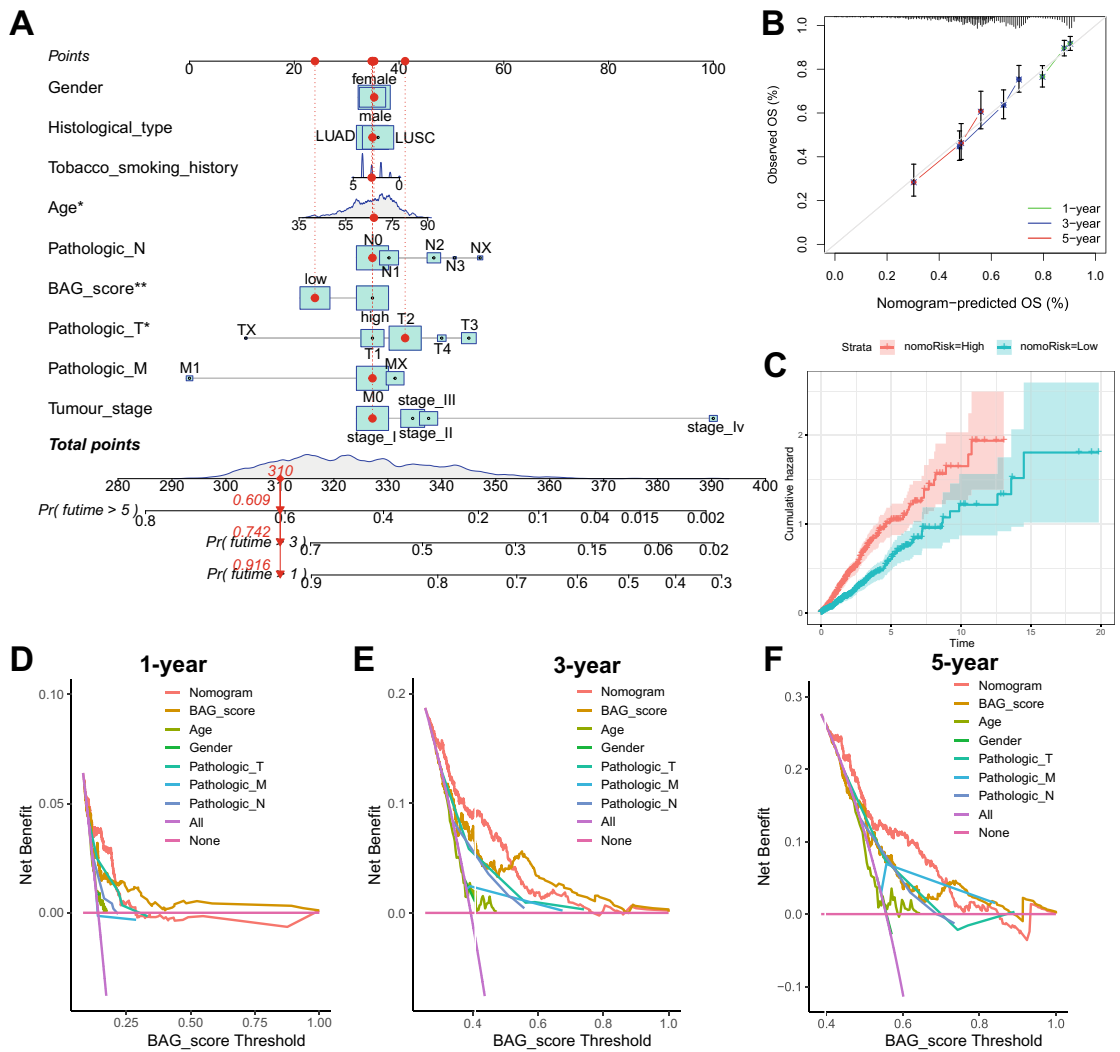 A
Points
0 20 40 60 80 100
Gender
female
male
Histological_type
LUAD LUSC
Tobacco_smoking_history
5 0
Age*
35 55 75 90
Pathologic_N
N0 N2 NX
N1 N3
BAG_score**
low
high
Pathologic_T*
TX T2 T3
T1 T4
Pathologic_M
M1 MX
M0
Tumour_stage
stage_III
stage_I stage_II stage_Iv
Total points
310
280 290 300 310 320 330 340 350 360 370 380 390 400
0.609
Pr( futime > 5 )
0.8 0.6 0.4 0.2 0.1 0.04 0.015 0.002
0.742
Pr( futime 3 )
0.7 0.5 0.3 0.15 0.06 0.02
0.916
Pr( futime 1 )
0.9 0.8 0.7 0.6 0.5 0.4 0.3
B
Observed OS (%)
1.0
0.8
0.6
0.4
0.2
0.0
1−year
3−year
5−year
0.0 0.2 0.4 0.6 0.8 1.0
Nomogram−predicted OS (%)
C
Strata nomoRisk=High nomoRisk=Low
Cumulative hazard
2
1
0
0 5 10 15 20
Time
D
1-year
Net Benefit
0.10
0.05
0.00
Nomogram
BAG_score
Age
Gender
Pathologic_T
Pathologic_M
Pathologic_N
All
None
0.25 0.50 0.75 1.00
BAG_score Threshold
E
3-year
Net Benefit
0.2
0.1
0.0
Nomogram
BAG_score
Age
Gender
Pathologic_T
Pathologic_M
Pathologic_N
All
None
0.4 0.6 0.8 1.0
BAG_score Threshold
F
5-year
Net Benefit
0.3
0.2
0.1
0.0
−0.1
Nomogram
BAG_score
Age
Gender
Pathologic_T
Pathologic_M
Pathologic_N
All
None
0.4 0.6 0.8 1.0
BAG_score Threshold